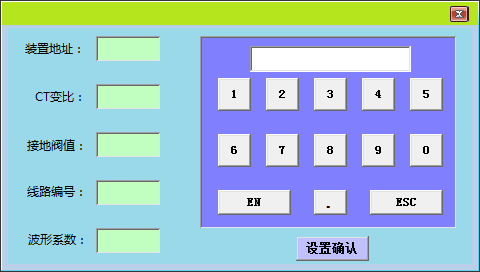 装置地址：
CT变比：
接地阀值：
线路编号：
波形系数：
1 2 3 4 5
6 7 8 9 0
EN . ESC
设置确认